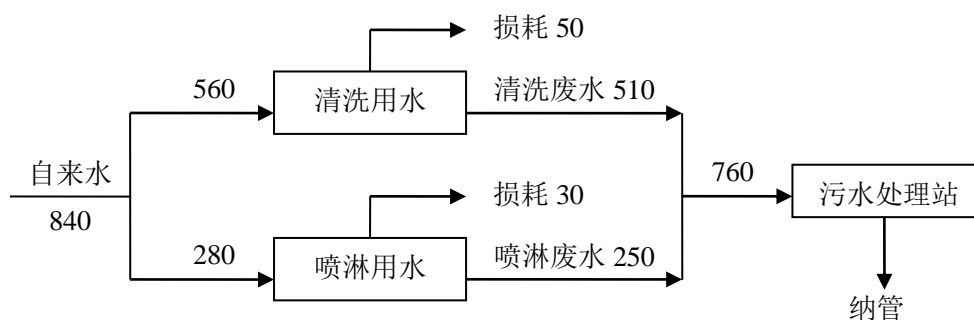 损耗 50
560
清洗用水
清洗废水 510
自来水
840
760
污水处理站
损耗 30
280
喷淋用水
喷淋废水 250
纳管